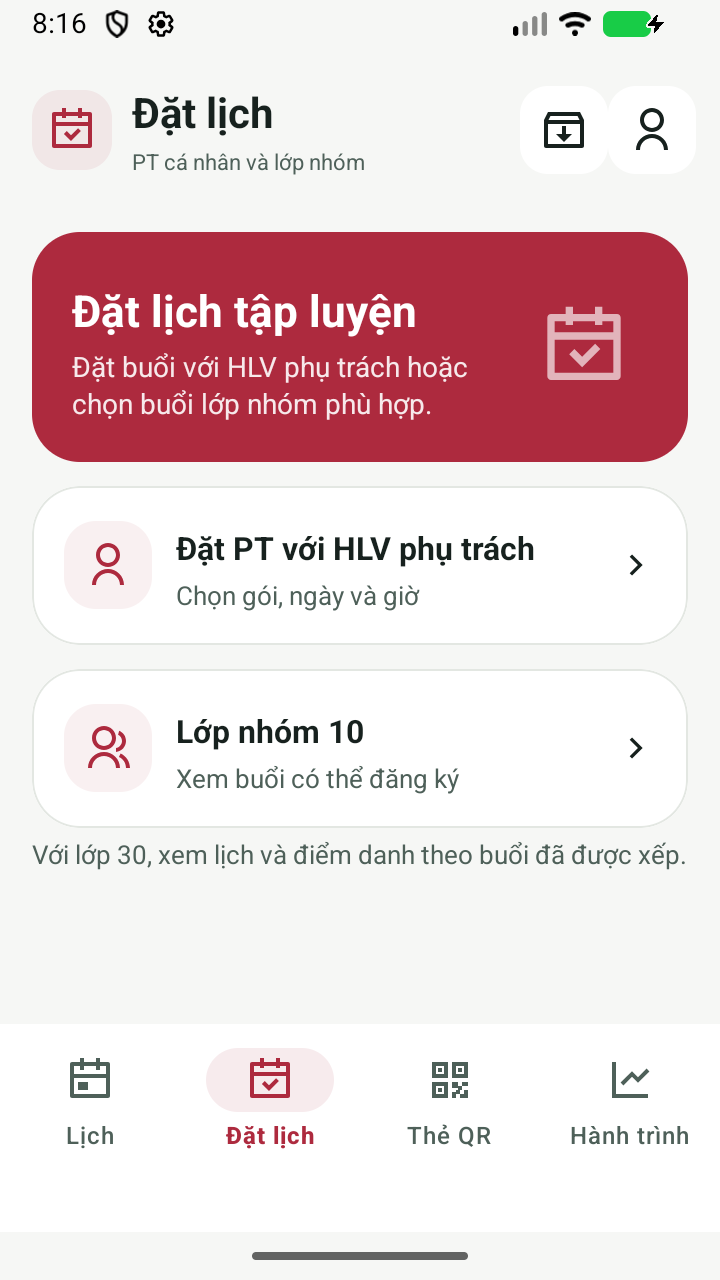 8:16
Đặt lịch
PT cá nhân và lớp nhóm
Đặt lịch tập luyện
Đặt buổi với HLV phụ trách hoặc
chọn buổi lớp nhóm phù hợp.
Đặt PT với HLV phụ trách
Chọn gói, ngày và giờ
Lớp nhóm 10
Xem buổi có thể đăng ký
Với lớp 30, xem lịch và điểm danh theo buổi đã được xếp.
Lịch
Đặt lịch
Thẻ QR
Hành trình